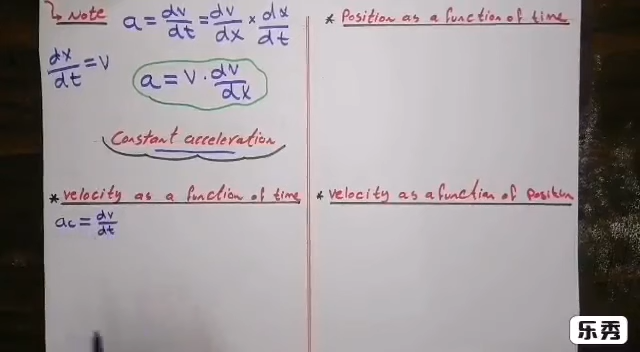 Note a = dv/dt = dv/dx × dx/dt
dx/dt = V
a = V · dv/dx
Constant acceleration
* velocity as a function of time
ac = dv/dt
* Position as a function of time
* velocity as a function of position
乐秀